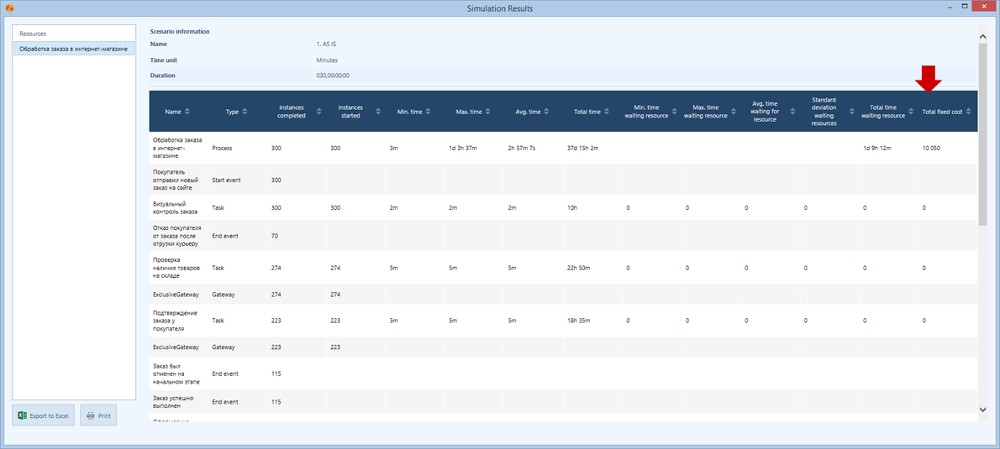 Simulation Results
Resources
Обработка заказа в интернет-магазине
Scenario information
Name 1. AS IS
Time unit Minutes
Duration 030,00:00:00
Name Type Instances completed Instances started Min. time Max. time Avg. time Total time Min. time waiting resource Max. time waiting resource Avg. time waiting for resource Standard deviation waiting resources Total time waiting resource Total fixed cost
Обработка заказа в интернет-магазине Process 300 300 3m 1d 3h 37m 2h 57m 7s 37d 15h 2m 1d 9h 12m 10 050
Покупатель отправил новый заказ на сайте Start event 300
Визуальный контроль заказа Task 300 300 2m 2m 2m 10h 0 0 0 0 0 0
Отказ покупателя от заказа после отрузки курьеру End event 70
Проверка наличия товаров на складе Task 274 274 5m 5m 5m 22h 50m 0 0 0 0 0 0
ExclusiveGateway Gateway 274 274
Подтверждение заказа у покупателя Task 223 223 5m 5m 5m 18h 35m 0 0 0 0 0 0
ExclusiveGateway Gateway 223 223
Заказ был отменен на начальном этапе End event 115
Заказ успешно выполнен End event 115
Export to Excel Print